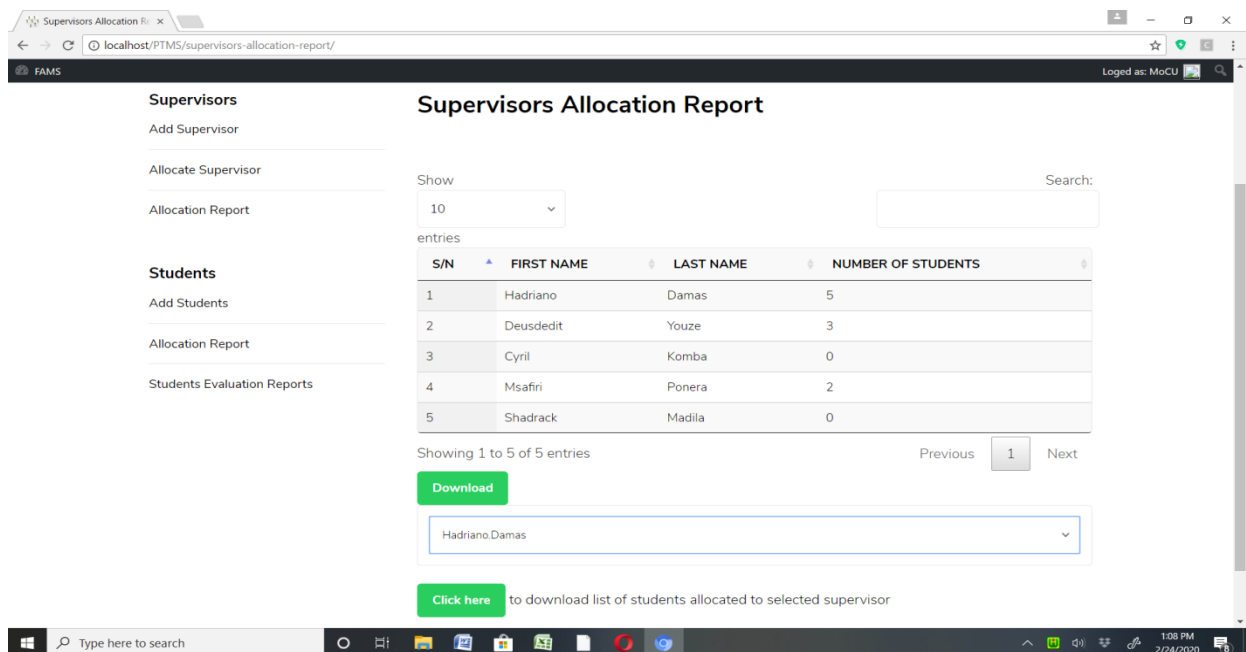 Supervisors Allocation Re
localhost/PTMS/supervisors-allocation-report/
FAMS
Loged as: MoCU
Supervisors
Add Supervisor
Allocate Supervisor
Allocation Report
Students
Add Students
Allocation Report
Students Evaluation Reports
Supervisors Allocation Report
Show
Search:
10
entries
S/N FIRST NAME LAST NAME NUMBER OF STUDENTS
1 Hadriano Damas 5
2 Deusdedit Youze 3
3 Cyril Komba 0
4 Msafiri Ponera 2
5 Shadrack Madila 0
Showing 1 to 5 of 5 entries
Previous 1 Next
Download
Hadriano.Damas
Click here to download list of students allocated to selected supervisor
Type here to search
1:08 PM
2/24/2020